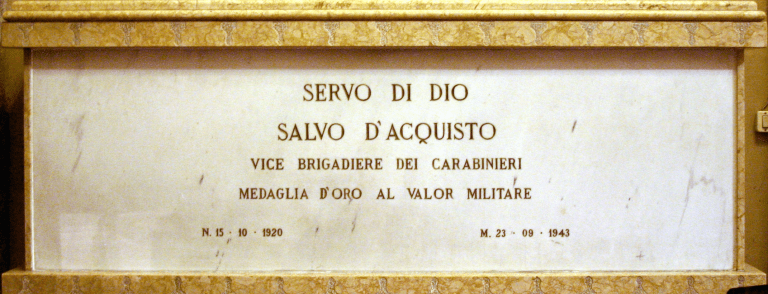 SERVO DI DIO
SALVO D'ACQUISTO
VICE BRIGADIERE DEI CARABINIERI
MEDAGLIA D'ORO AL VALOR MILITARE
N. 15 · 10 · 1920 M. 23 · 09 · 1943